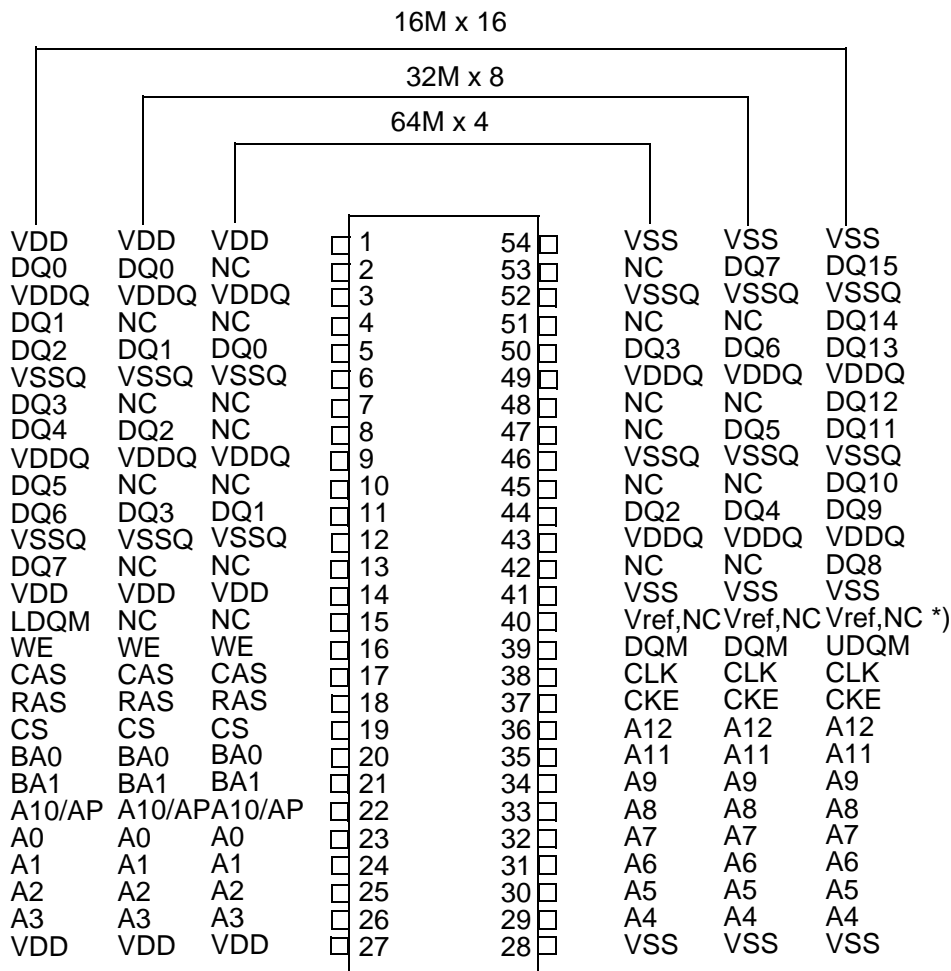 16M x 16
32M x 8
64M x 4
VDD VDD VDD 1 54 VSS VSS VSS
DQ0 DQ0 NC 2 53 NC DQ7 DQ15
VDDQ VDDQ VDDQ 3 52 VSSQ VSSQ VSSQ
DQ1 NC NC 4 51 NC NC DQ14
DQ2 DQ1 DQ0 5 50 DQ3 DQ6 DQ13
VSSQ VSSQ VSSQ 6 49 VDDQ VDDQ VDDQ
DQ3 NC NC 7 48 NC NC DQ12
DQ4 DQ2 NC 8 47 NC DQ5 DQ11
VDDQ VDDQ VDDQ 9 46 VSSQ VSSQ VSSQ
DQ5 NC NC 10 45 NC NC DQ10
DQ6 DQ3 DQ1 11 44 DQ2 DQ4 DQ9
VSSQ VSSQ VSSQ 12 43 VDDQ VDDQ VDDQ
DQ7 NC NC 13 42 NC NC DQ8
VDD VDD VDD 14 41 VSS VSS VSS
LDQM NC NC 15 40 Vref,NC Vref,NC Vref,NC *)
WE WE WE 16 39 DQM DQM UDQM
CAS CAS CAS 17 38 CLK CLK CLK
RAS RAS RAS 18 37 CKE CKE CKE
CS CS CS 19 36 A12 A12 A12
BA0 BA0 BA0 20 35 A11 A11 A11
BA1 BA1 BA1 21 34 A9 A9 A9
A10/AP A10/AP A10/AP 22 33 A8 A8 A8
A0 A0 A0 23 32 A7 A7 A7
A1 A1 A1 24 31 A6 A6 A6
A2 A2 A2 25 30 A5 A5 A5
A3 A3 A3 26 29 A4 A4 A4
VDD VDD VDD 27 28 VSS VSS VSS